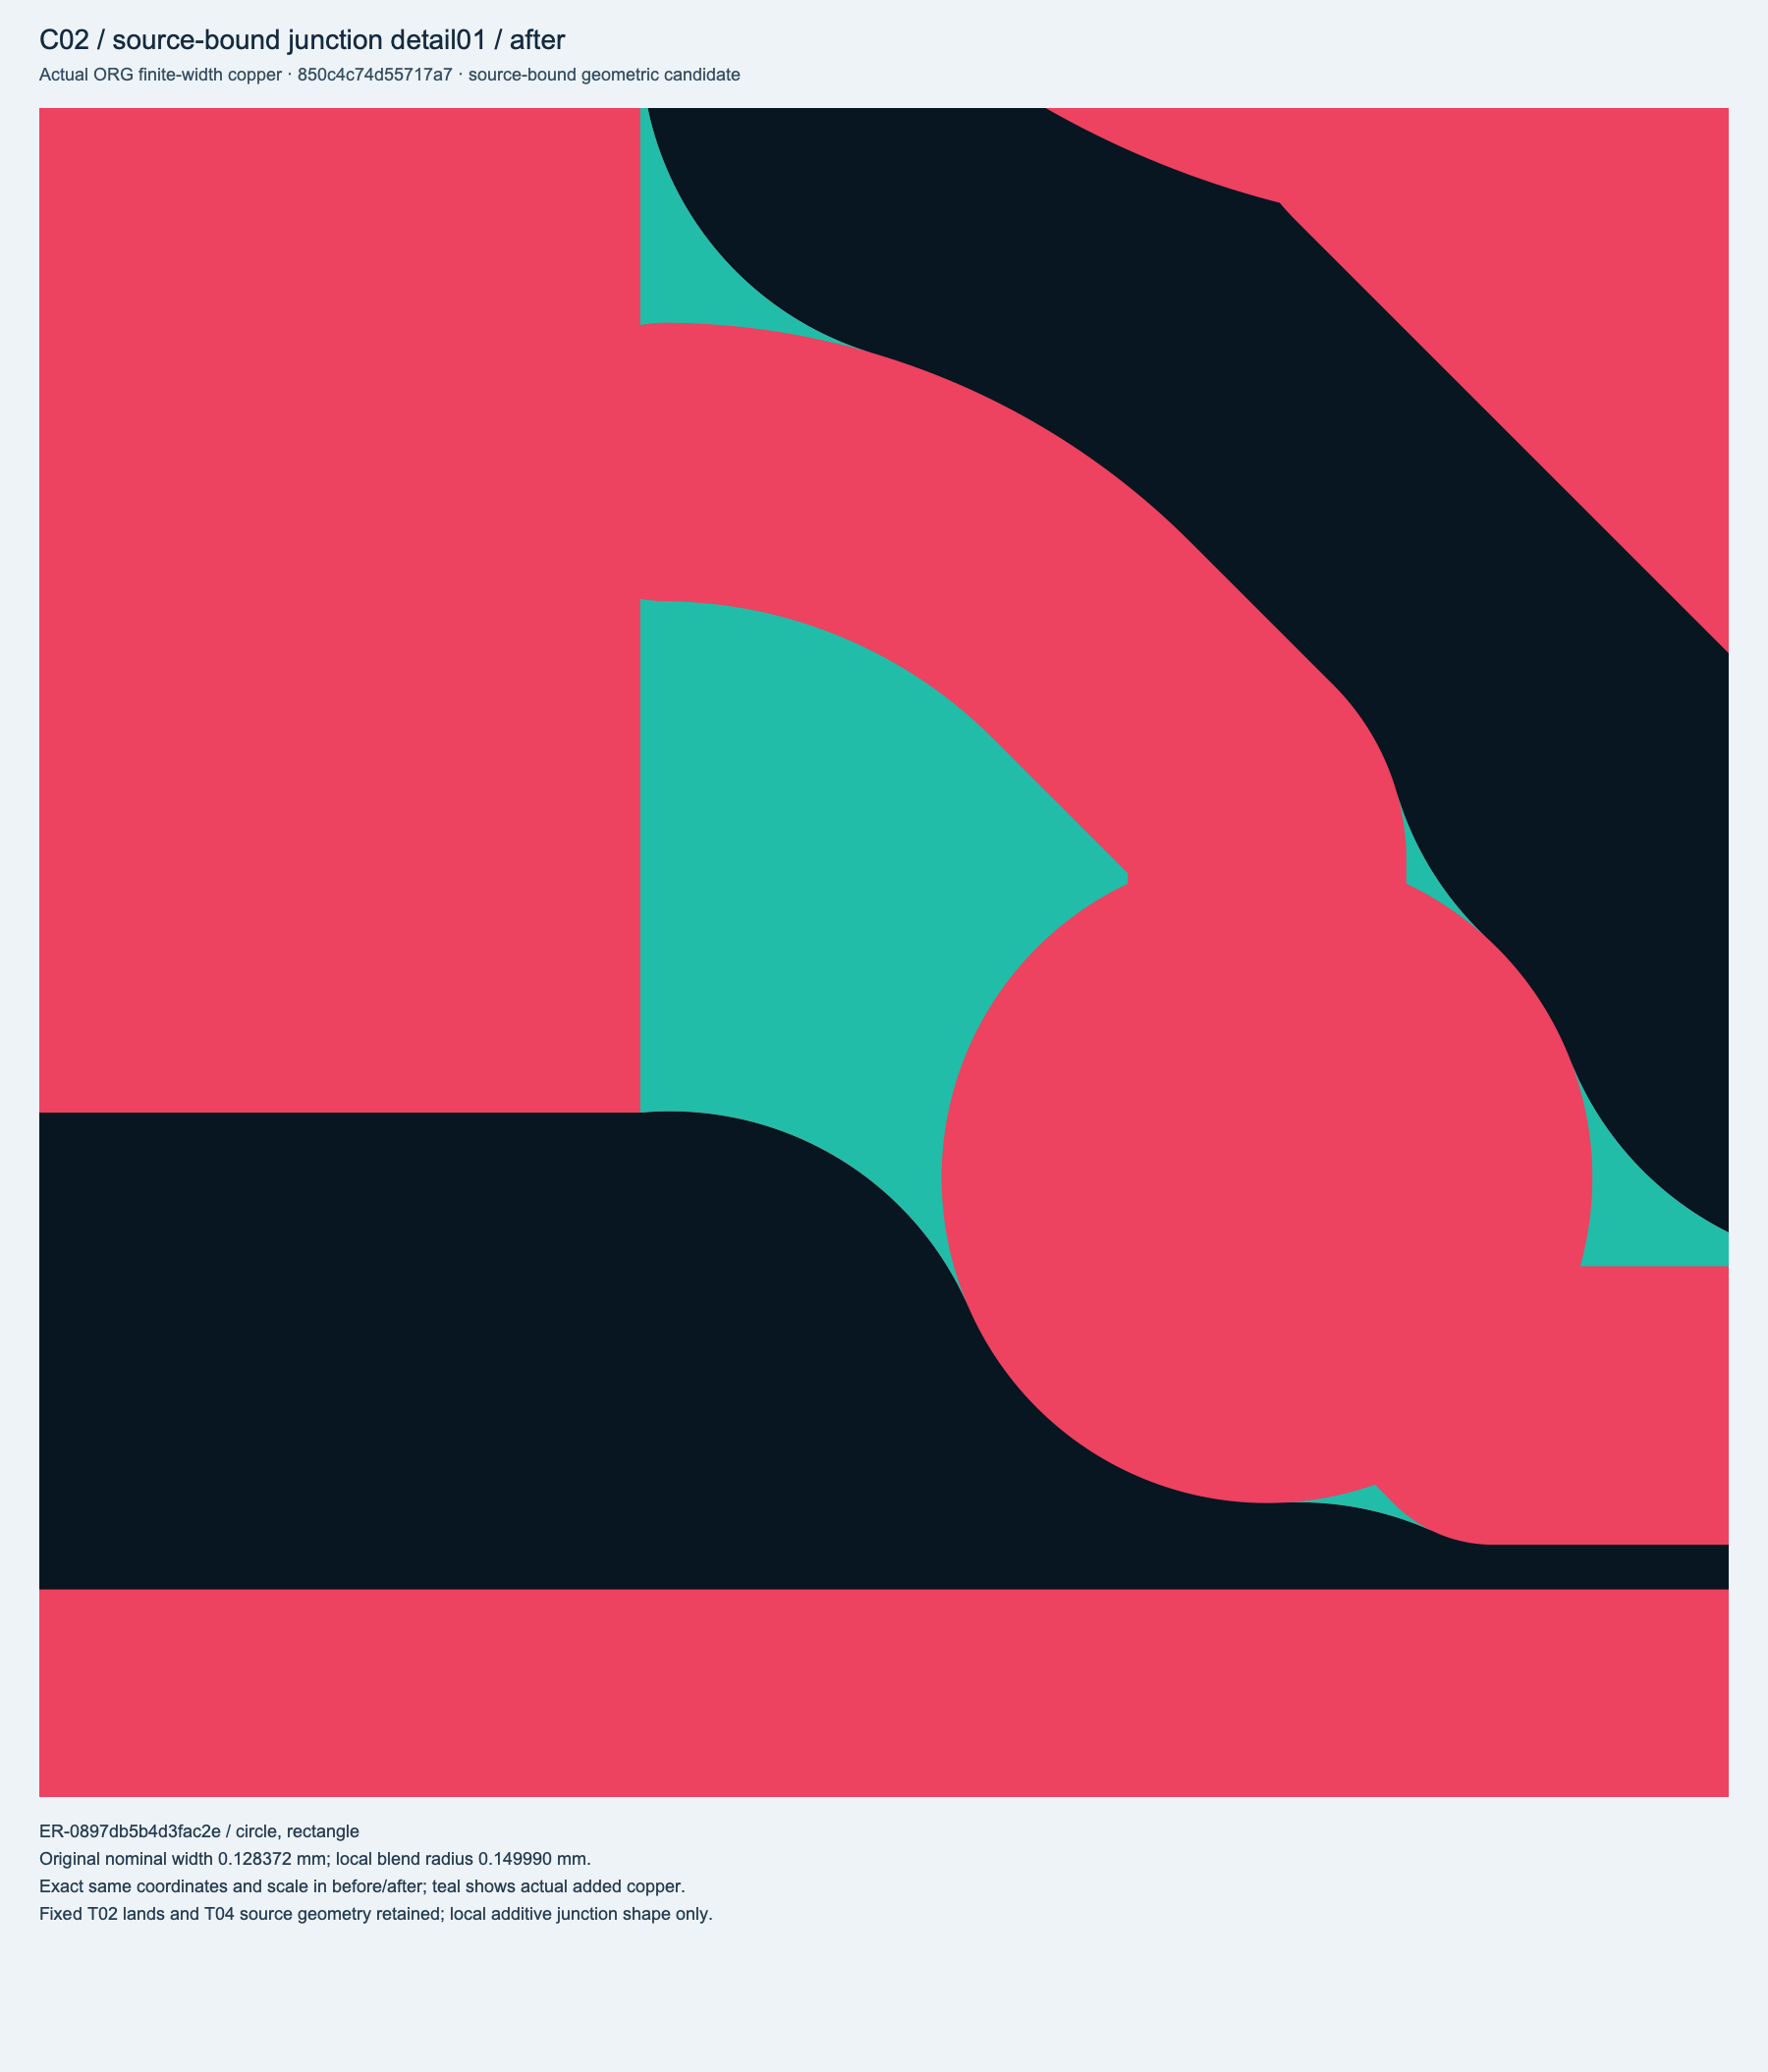 C02 / source-bound junction detail01 / after
Actual ORG finite-width copper · 850c4c74d55717a7 · source-bound geometric candidate
ER-0897db5b4d3fac2e / circle, rectangle
Original nominal width 0.128372 mm; local blend radius 0.149990 mm.
Exact same coordinates and scale in before/after; teal shows actual added copper.
Fixed T02 lands and T04 source geometry retained; local additive junction shape only.